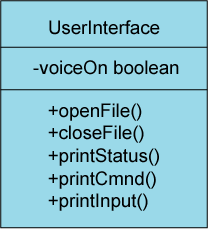 UserInterface
-voiceOn boolean
+openFile()
+closeFile()
+printStatus()
+printCmnd()
+printInput()